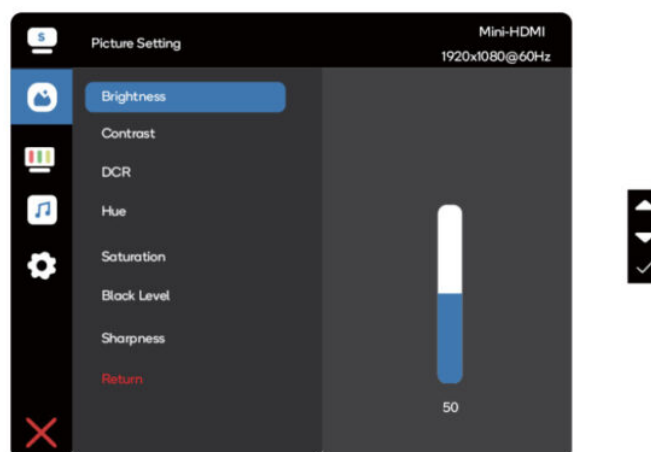 S
Picture Setting
Mini-HDMI
1920x1080@60Hz
Brightness
Contrast
DCR
Hue
Saturation
Black Level
Sharpness
Return
50